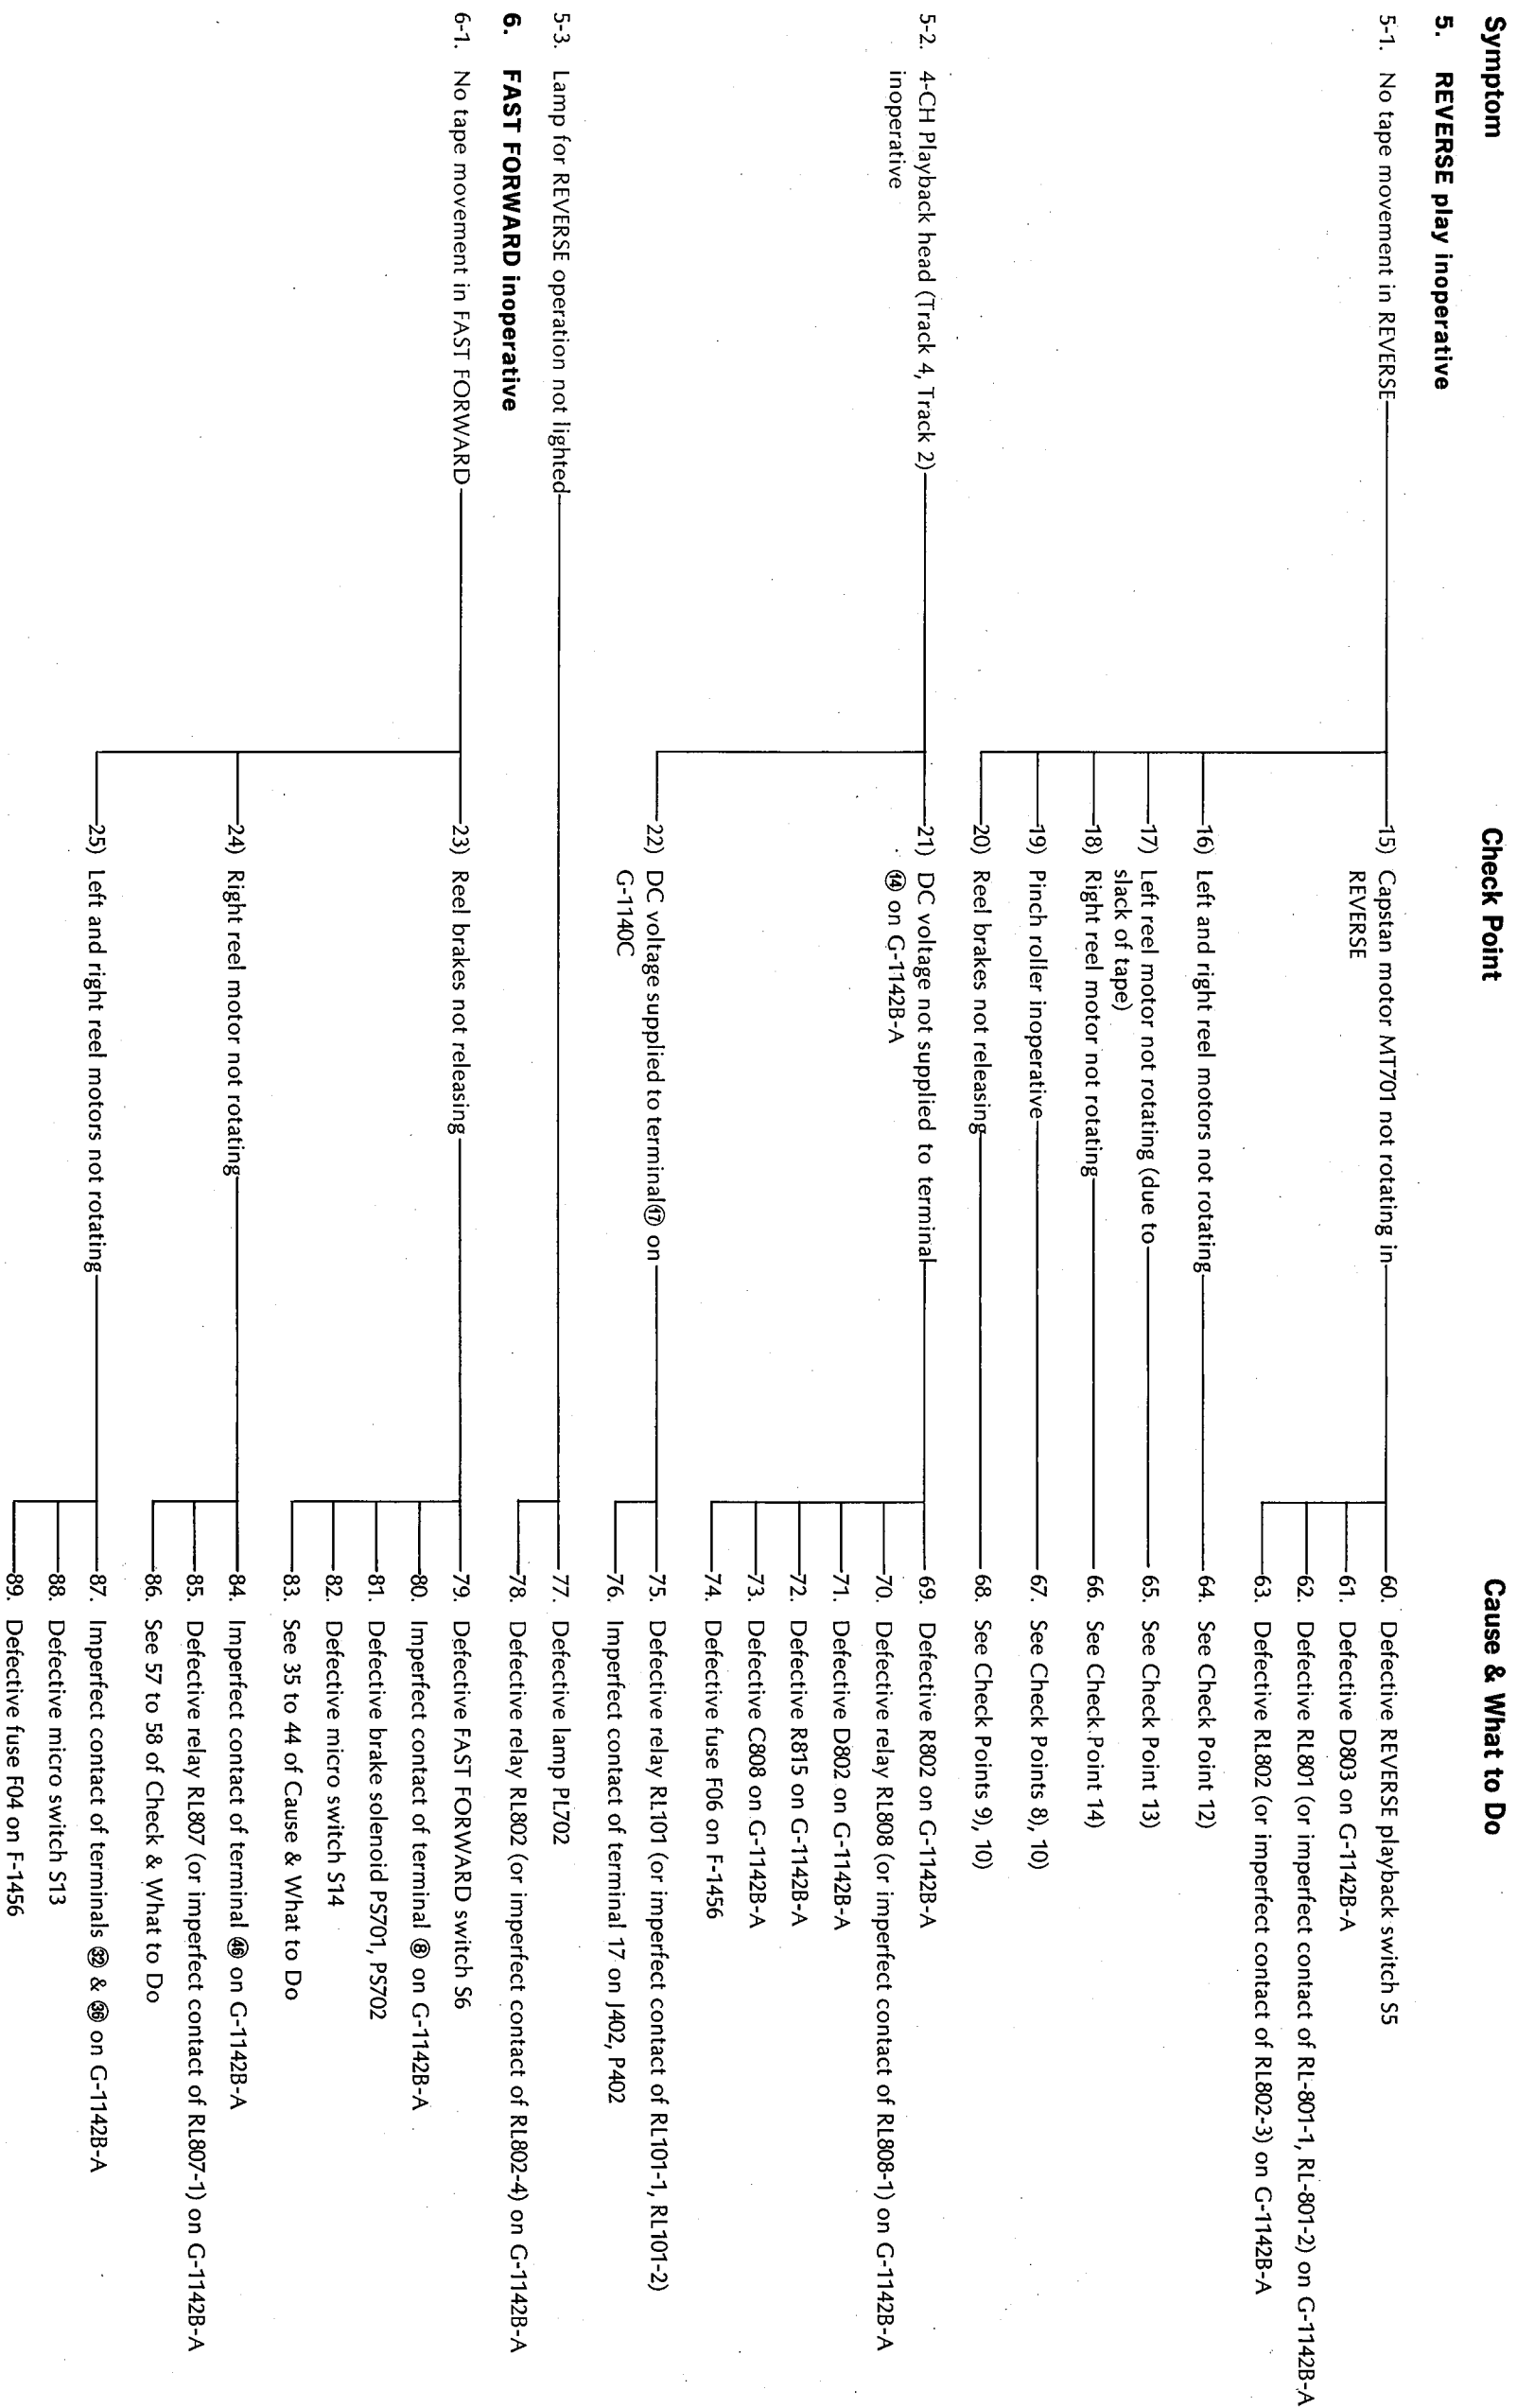 Symptom
Check Point
Cause & What to Do
5. REVERSE play inoperative
5-1. No tape movement in REVERSE
15) Capstan motor MT701 not rotating in
REVERSE
60. Defective REVERSE playback switch S5
61. Defective D803 on G-1142B-A
62. Defective RL801 (or imperfect contact of RL-801-1, RL-801-2) on G-1142B-A
63. Defective RL802 (or imperfect contact of RL802-3) on G-1142B-A
16) Left and right reel motors not rotating
64. See Check Point 12)
17) Left reel motor not rotating (due to
slack of tape)
65. See Check Point 13)
18) Right reel motor not rotating
66. See Check Point 14)
19) Pinch roller inoperative
67. See Check Points 8), 10)
20) Reel brakes not releasing
68. See Check Points 9), 10)
5-2. 4-CH Playback head (Track 4, Track 2)
inoperative
21) DC voltage not supplied to terminal
⑭ on G-1142B-A
69. Defective R802 on G-1142B-A
70. Defective relay RL808 (or imperfect contact of RL808-1) on G-1142B-A
71. Defective D802 on G-1142B-A
72. Defective R815 on G-1142B-A
73. Defective C808 on G-1142B-A
74. Defective fuse F06 on F-1456
22) DC voltage supplied to terminal ⑰ on
G-1140C
75. Defective relay RL101 (or imperfect contact of RL101-1, RL101-2)
76. Imperfect contact of terminal 17 on J402, P402
5-3. Lamp for REVERSE operation not lighted
77. Defective lamp PL702
78. Defective relay RL802 (or imperfect contact of RL802-4) on G-1142B-A
6. FAST FORWARD inoperative
6-1. No tape movement in FAST FORWARD
23) Reel brakes not releasing
79. Defective FAST FORWARD switch S6
80. Imperfect contact of terminal ⑧ on G-1142B-A
81. Defective brake solenoid PS701, PS702
82. Defective micro switch S14
83. See 35 to 44 of Cause & What to Do
24) Right reel motor not rotating
84. Imperfect contact of terminal ㊻ on G-1142B-A
85. Defective relay RL807 (or imperfect contact of RL807-1) on G-1142B-A
86. See 57 to 58 of Check & What to Do
25) Left and right reel motors not rotating
87. Imperfect contact of terminals ㉜ & ㊱ on G-1142B-A
88. Defective micro switch S13
89. Defective fuse F04 on F-1456